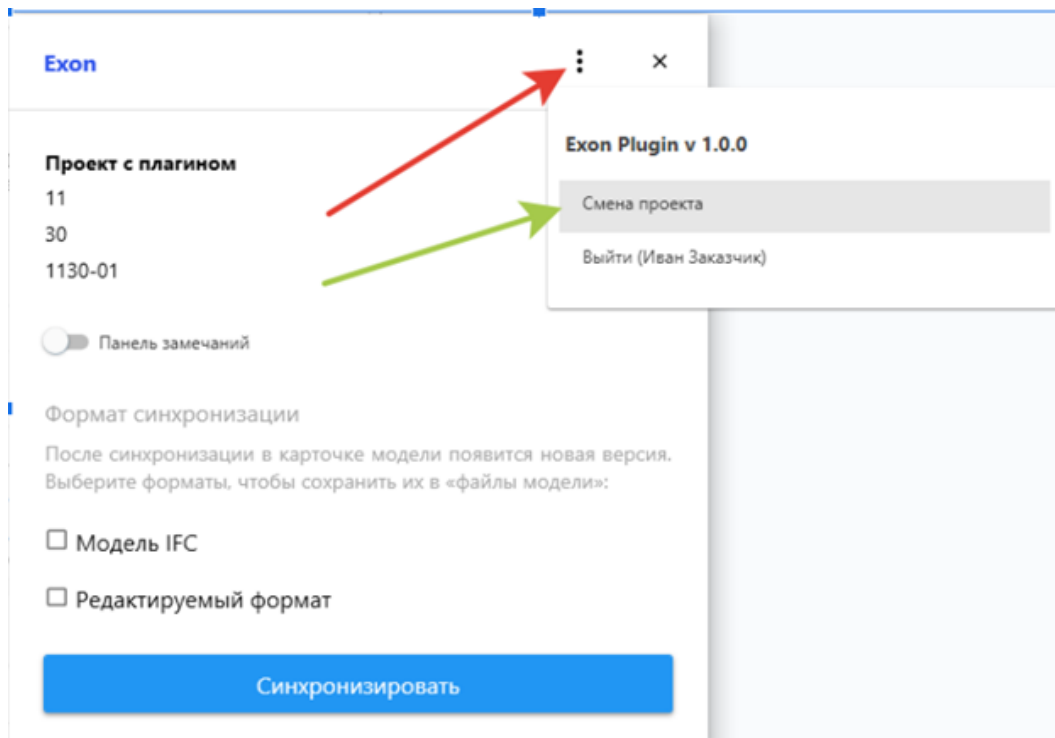 Exon
Exon Plugin v 1.0.0
Смена проекта
Выйти (Иван Заказчик)
Проект с плагином
11
30
1130-01
Панель замечаний
Формат синхронизации
После синхронизации в карточке модели появится новая версия.
Выберите форматы, чтобы сохранить их в «файлы модели»:
Модель IFC
Редактируемый формат
Синхронизировать